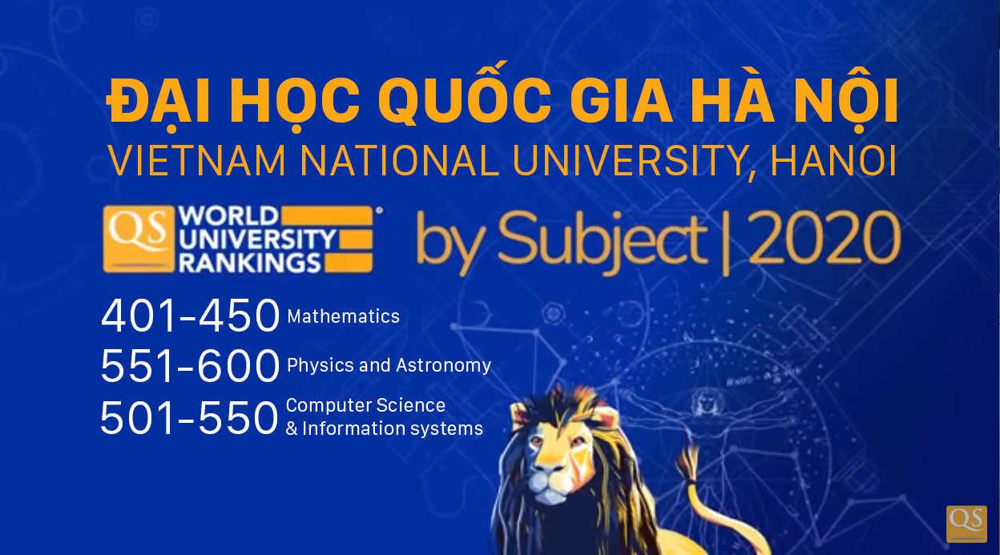 ĐẠI HỌC QUỐC GIA HÀ NỘI
VIETNAM NATIONAL UNIVERSITY, HANOI
QS WORLD UNIVERSITY RANKINGS
by Subject | 2020
401-450 Mathematics
551-600 Physics and Astronomy
501-550 Computer Science
& Information systems
QS